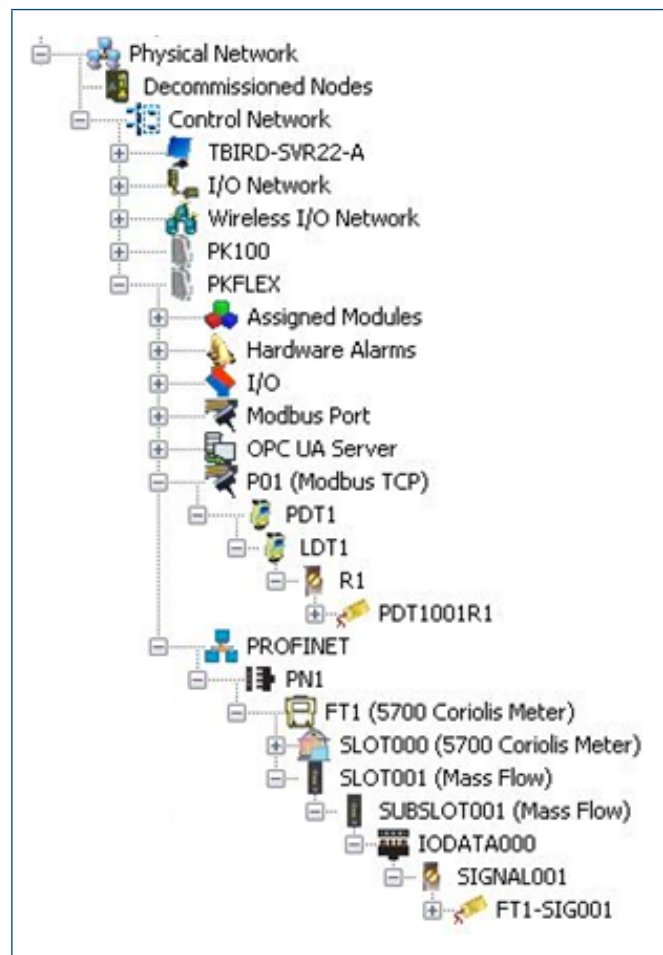 Physical Network
Decommissioned Nodes
Control Network
TBIRD-SVR22-A
I/O Network
Wireless I/O Network
PK100
PKFLEX
Assigned Modules
Hardware Alarms
I/O
Modbus Port
OPC UA Server
P01 (Modbus TCP)
PDT1
LDT1
R1
PDT1001R1
PROFINET
PN1
FT1 (5700 Coriolis Meter)
SLOT000 (5700 Coriolis Meter)
SLOT001 (Mass Flow)
SUBSLOT001 (Mass Flow)
IODATA000
SIGNAL001
FT1-SIG001